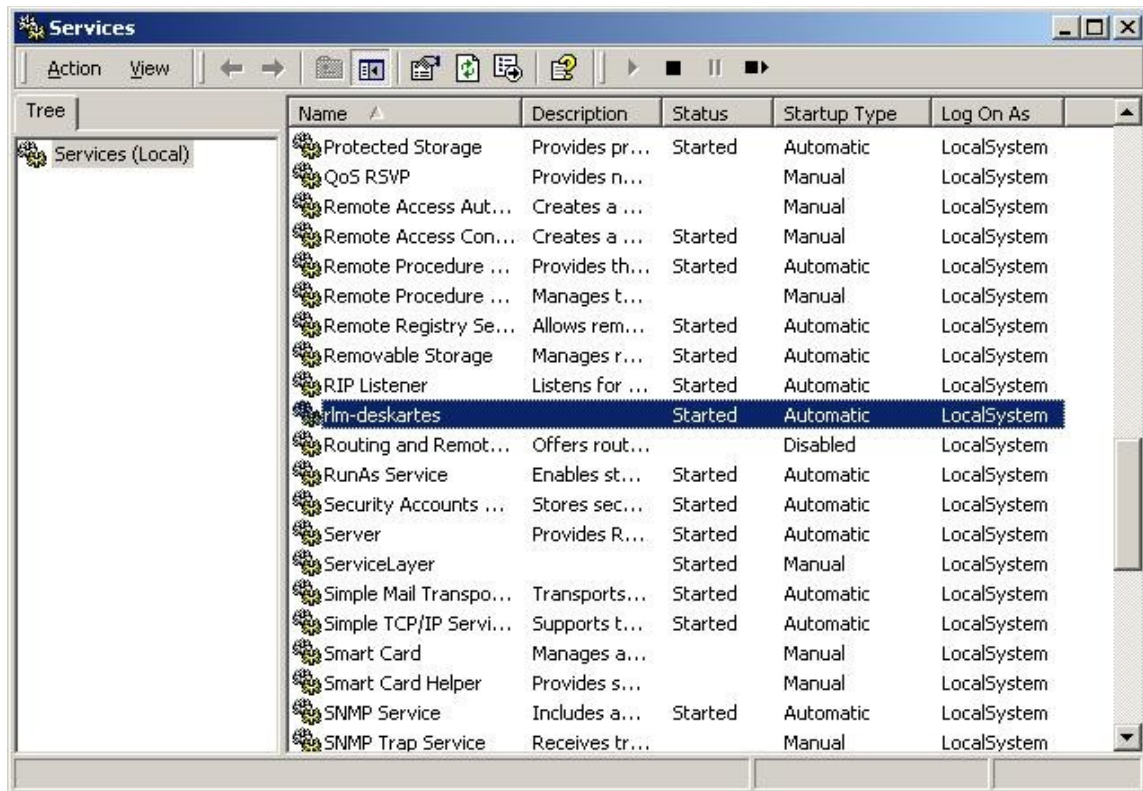 Services
Action View
Tree
Name Description Status Startup Type Log On As
Services (Local)
Protected Storage Provides pr... Started Automatic LocalSystem
QoS RSVP Provides n... Manual LocalSystem
Remote Access Aut... Creates a ... Manual LocalSystem
Remote Access Con... Creates a ... Started Manual LocalSystem
Remote Procedure ... Provides th... Started Automatic LocalSystem
Remote Procedure ... Manages t... Manual LocalSystem
Remote Registry Se... Allows rem... Started Automatic LocalSystem
Removable Storage Manages r... Started Automatic LocalSystem
RIP Listener Listens for ... Started Automatic LocalSystem
rlm-deskartes Started Automatic LocalSystem
Routing and Remot... Offers rout... Disabled LocalSystem
RunAs Service Enables st... Started Automatic LocalSystem
Security Accounts ... Stores sec... Started Automatic LocalSystem
Server Provides R... Started Automatic LocalSystem
ServiceLayer Started Manual LocalSystem
Simple Mail Transpo... Transports... Started Automatic LocalSystem
Simple TCP/IP Servi... Supports t... Started Automatic LocalSystem
Smart Card Manages a... Manual LocalSystem
Smart Card Helper Provides s... Manual LocalSystem
SNMP Service Includes a... Started Automatic LocalSystem
SNMP Trap Service Receives tr... Manual LocalSystem